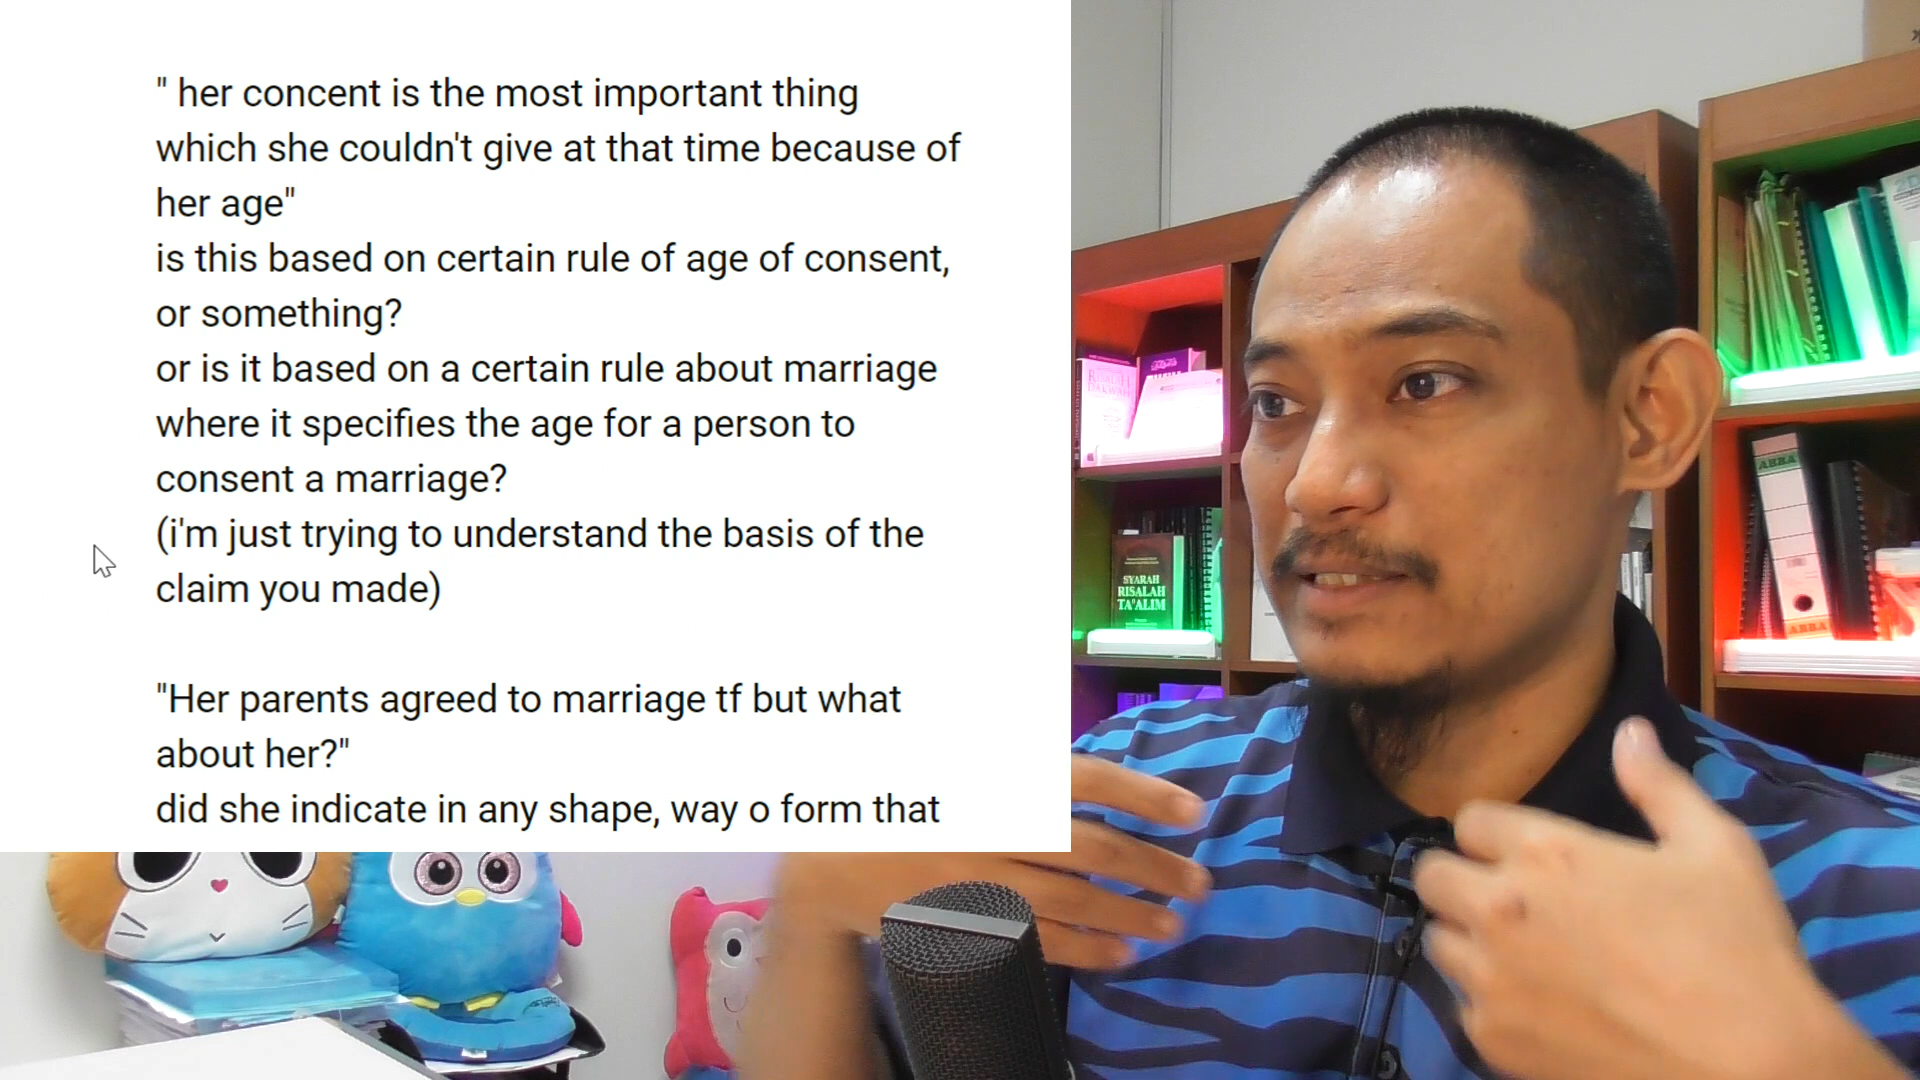 " her concent is the most important thing
which she couldn't give at that time because of
her age"
is this based on certain rule of age of consent,
or something?
or is it based on a certain rule about marriage
where it specifies the age for a person to
consent a marriage?
(i'm just trying to understand the basis of the
claim you made)
"Her parents agreed to marriage tf but what
about her?"
did she indicate in any shape, way o form that
RISALAH
DAKWAH
SYARAH
RISALAH
TA'ALIM
ABBA
ABBA